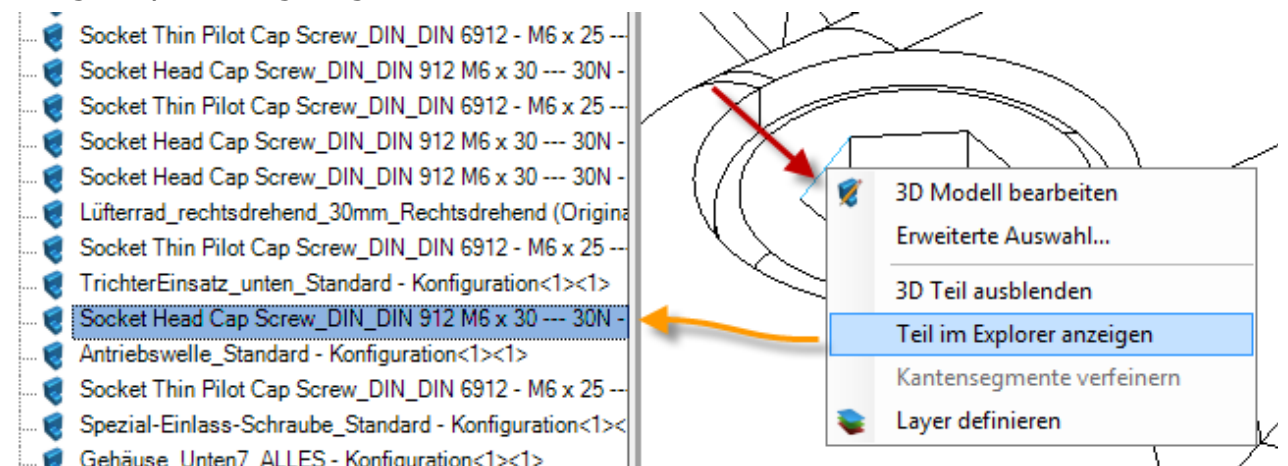 Socket Thin Pilot Cap Screw_DIN_DIN 6912 - M6 x 25 ---
Socket Head Cap Screw_DIN_DIN 912 M6 x 30 --- 30N -
Socket Thin Pilot Cap Screw_DIN_DIN 6912 - M6 x 25 ---
Socket Head Cap Screw_DIN_DIN 912 M6 x 30 --- 30N -
Socket Head Cap Screw_DIN_DIN 912 M6 x 30 --- 30N -
Lüfterrad_rechtsdrehend_30mm_Rechtsdrehend (Origina
Socket Thin Pilot Cap Screw_DIN_DIN 6912 - M6 x 25 ---
TrichterEinsatz_unten_Standard - Konfiguration<1><1>
Socket Head Cap Screw_DIN_DIN 912 M6 x 30 --- 30N -
Antriebswelle_Standard - Konfiguration<1><1>
Socket Thin Pilot Cap Screw_DIN_DIN 6912 - M6 x 25 ---
Spezial-Einlass-Schraube_Standard - Konfiguration<1><
Gehäuse_Unten7_ALLES - Konfiguration<1><1>
3D Modell bearbeiten
Erweiterte Auswahl...
3D Teil ausblenden
Teil im Explorer anzeigen
Kantensegmente verfeinern
Layer definieren